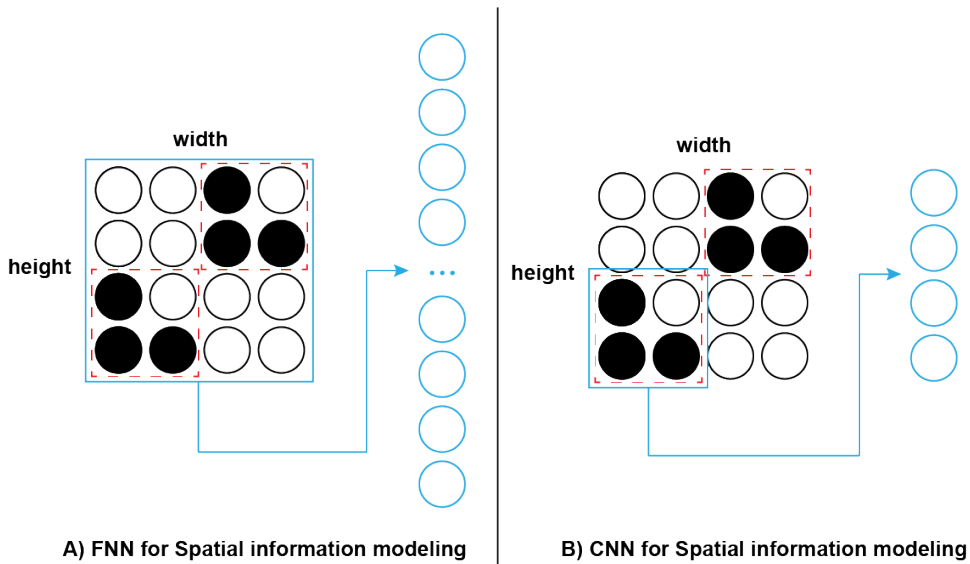 width
height
...
A) FNN for Spatial information modeling
width
height
B) CNN for Spatial information modeling